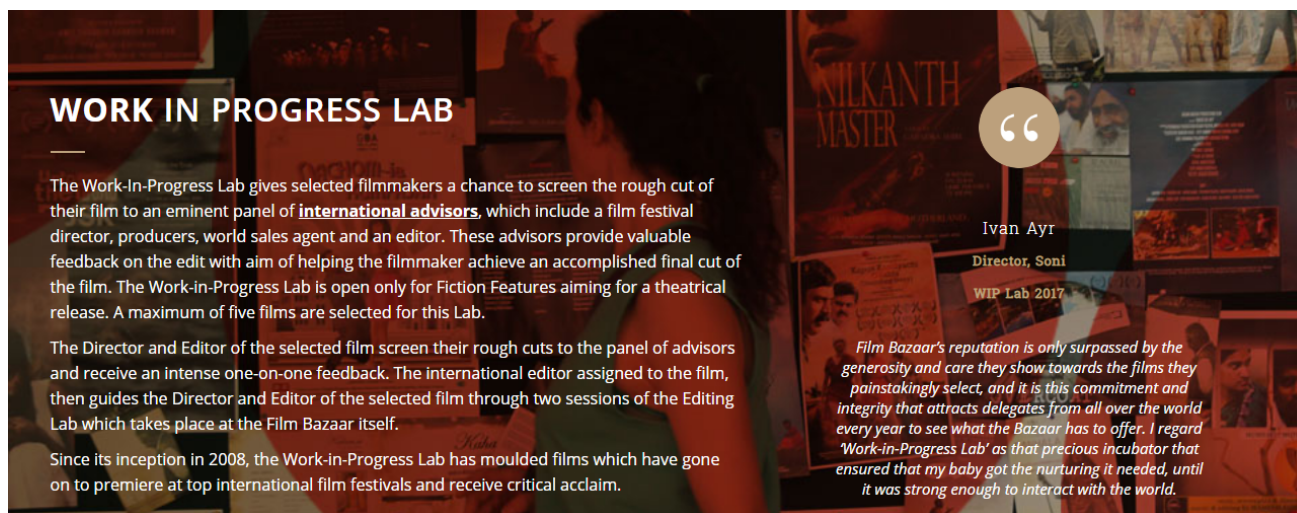 WORK IN PROGRESS LAB
The Work-In-Progress Lab gives selected filmmakers a chance to screen the rough cut of
their film to an eminent panel of international advisors, which include a film festival
director, producers, world sales agent and an editor. These advisors provide valuable
feedback on the edit with aim of helping the filmmaker achieve an accomplished final cut of
the film. The Work-in-Progress Lab is open only for Fiction Features aiming for a theatrical
release. A maximum of five films are selected for this Lab.
The Director and Editor of the selected film screen their rough cuts to the panel of advisors
and receive an intense one-on-one feedback. The international editor assigned to the film,
then guides the Director and Editor of the selected film through two sessions of the Editing
Lab which takes place at the Film Bazaar itself.
Since its inception in 2008, the Work-in-Progress Lab has moulded films which have gone
on to premiere at top international film festivals and receive critical acclaim.
NILKANTH
MASTER
“
Ivan Ayr
Director, Soni
WIP Lab 2017
Film Bazaar’s reputation is only surpassed by the
generosity and care they show towards the films they
painstakingly select, and it is this commitment and
integrity that attracts delegates from all over the world
every year to see what the Bazaar has to offer. I regard
‘Work-in-Progress Lab’ as that precious incubator that
ensured that my baby got the nurturing it needed, until
it was strong enough to interact with the world.
Kaha